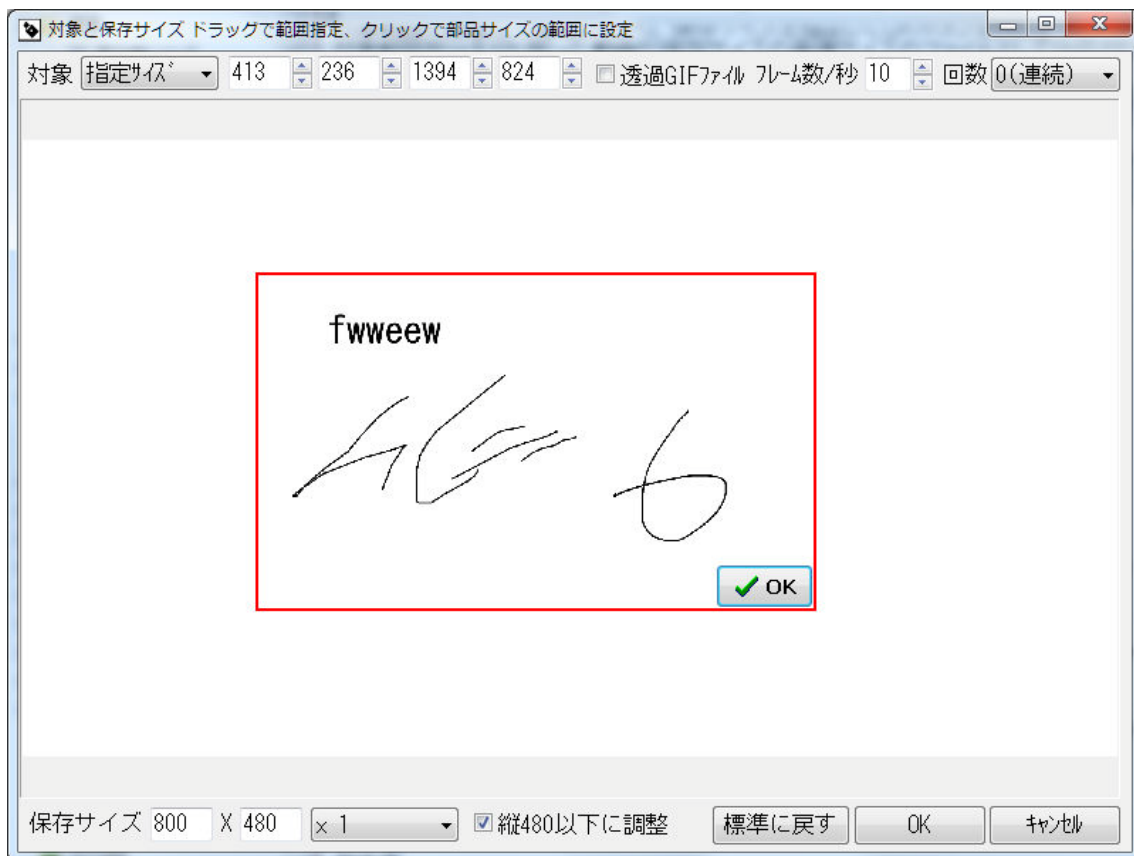 対象と保存サイズ ドラッグで範囲指定、クリックで部品サイズの範囲に設定
対象 指定ｻｲｽﾞ 413 236 1394 824 透過GIFﾌｧｲﾙ ﾌﾚｰﾑ数/秒 10 回数 0(連続)
fwweew
6
OK
保存サイズ 800 X 480 × 1 縦480以下に調整 標準に戻す OK ｷｬﾝｾﾙ